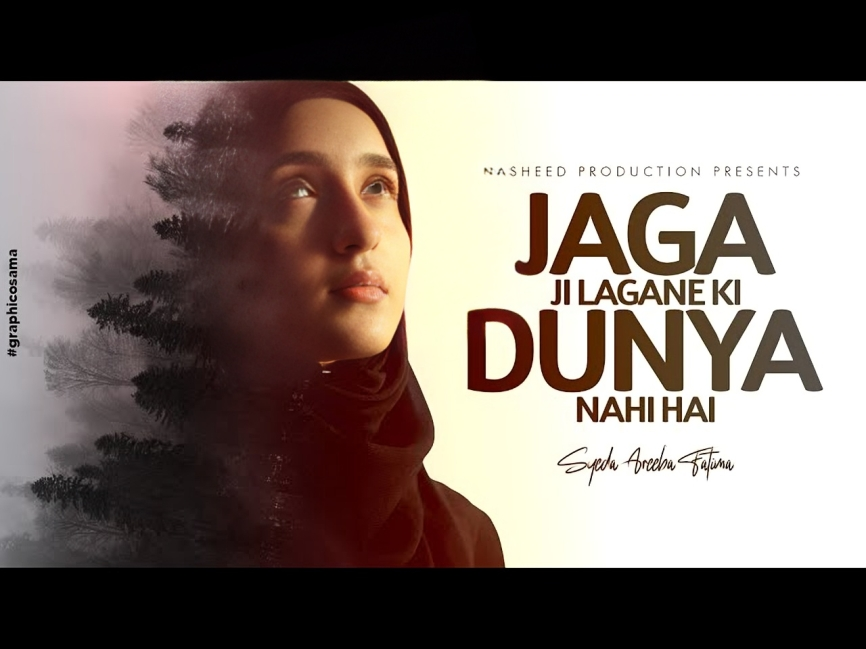 #graphicosama
NASHEED PRODUCTION PRESENTS
JAGA
JI LAGANE KI
DUNYA
NAHI HAI
Syeda Areeba Fatima